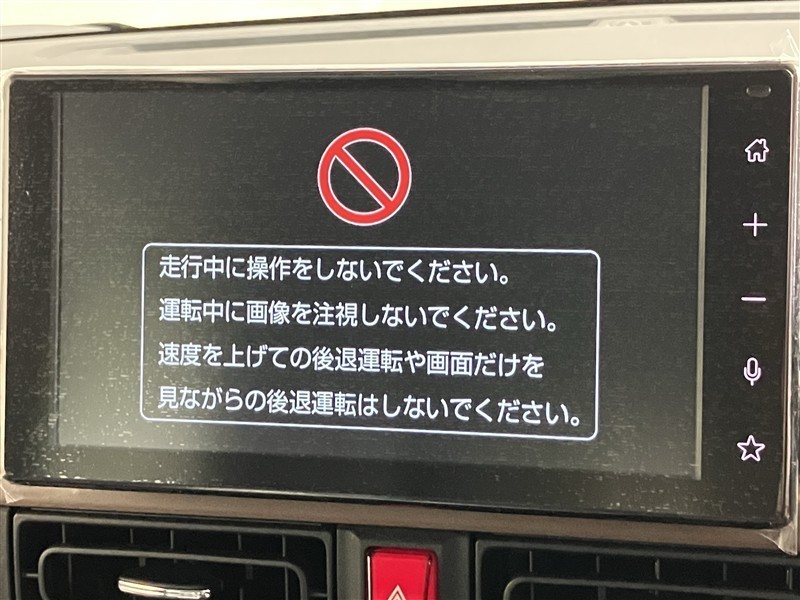 走行中に操作をしないでください。
運転中に画像を注視しないでください。
速度を上げての後退運転や画面だけを
見ながらの後退運転はしないでください。